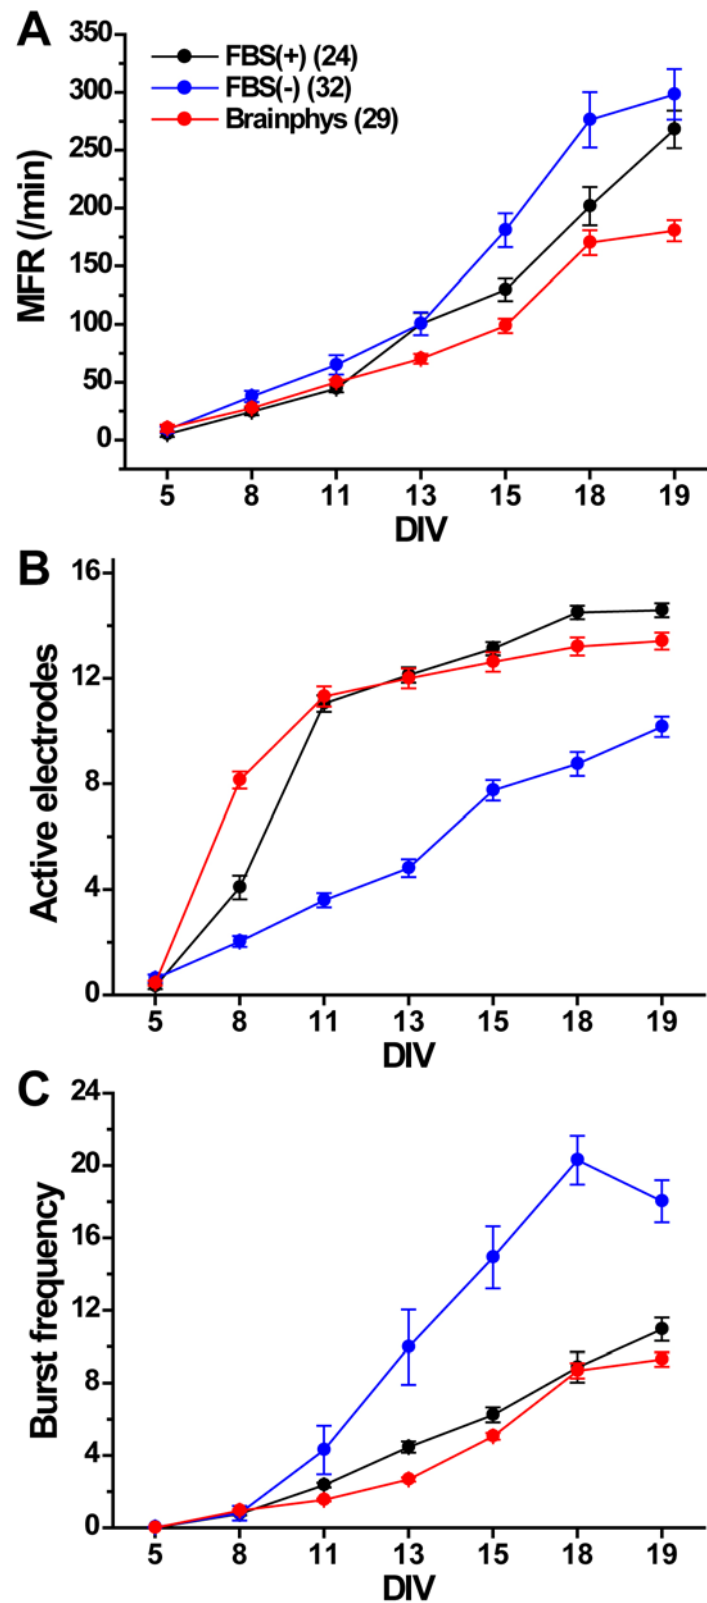 A
350
300
250
200
150
100
50
0
MFR (/min)
FBS(+) (24)
FBS(-) (32)
Brainphys (29)
5 8 11 13 15 18 19
DIV
B
16
12
8
4
0
Active electrodes
5 8 11 13 15 18 19
DIV
C
24
20
16
12
8
4
0
Burst frequency
5 8 11 13 15 18 19
DIV